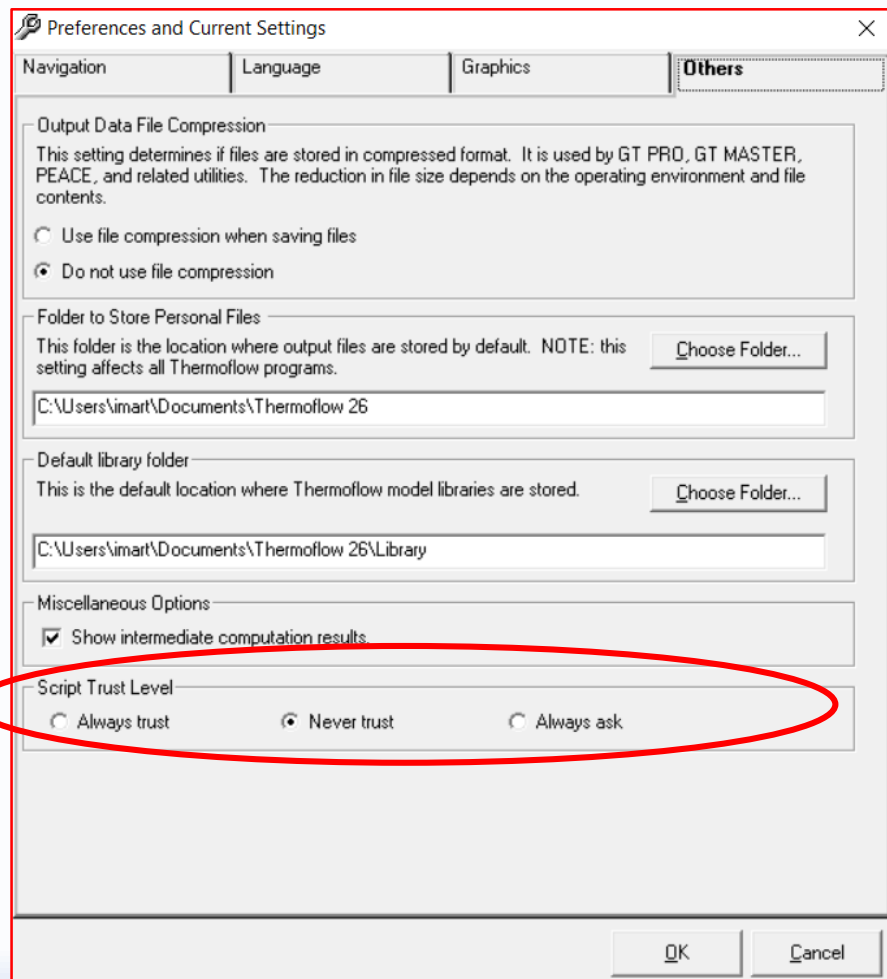 Preferences and Current Settings
Navigation
Language
Graphics
Others
Output Data File Compression
This setting determines if files are stored in compressed format. It is used by GT PRO, GT MASTER,
PEACE, and related utilities. The reduction in file size depends on the operating environment and file
contents.
Use file compression when saving files
Do not use file compression
Folder to Store Personal Files
This folder is the location where output files are stored by default. NOTE: this
setting affects all Thermoflow programs.
Choose Folder...
C:\Users\imart\Documents\Thermoflow 26
Default library folder
This is the default location where Thermoflow model libraries are stored.
Choose Folder...
C:\Users\imart\Documents\Thermoflow 26\Library
Miscellaneous Options
Show intermediate computation results.
Script Trust Level
Always trust
Never trust
Always ask
OK
Cancel